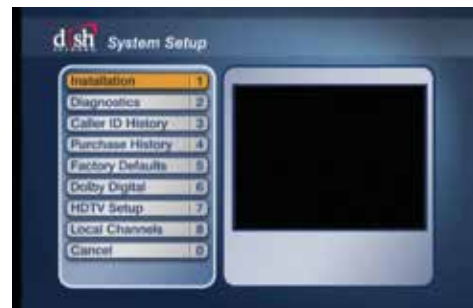 dish System Setup
Installation 1
Diagnostics 2
Caller ID History 3
Purchase History 4
Factory Defaults 5
Dolby Digital 6
HDTV Setup 7
Local Channels 8
Cancel 0